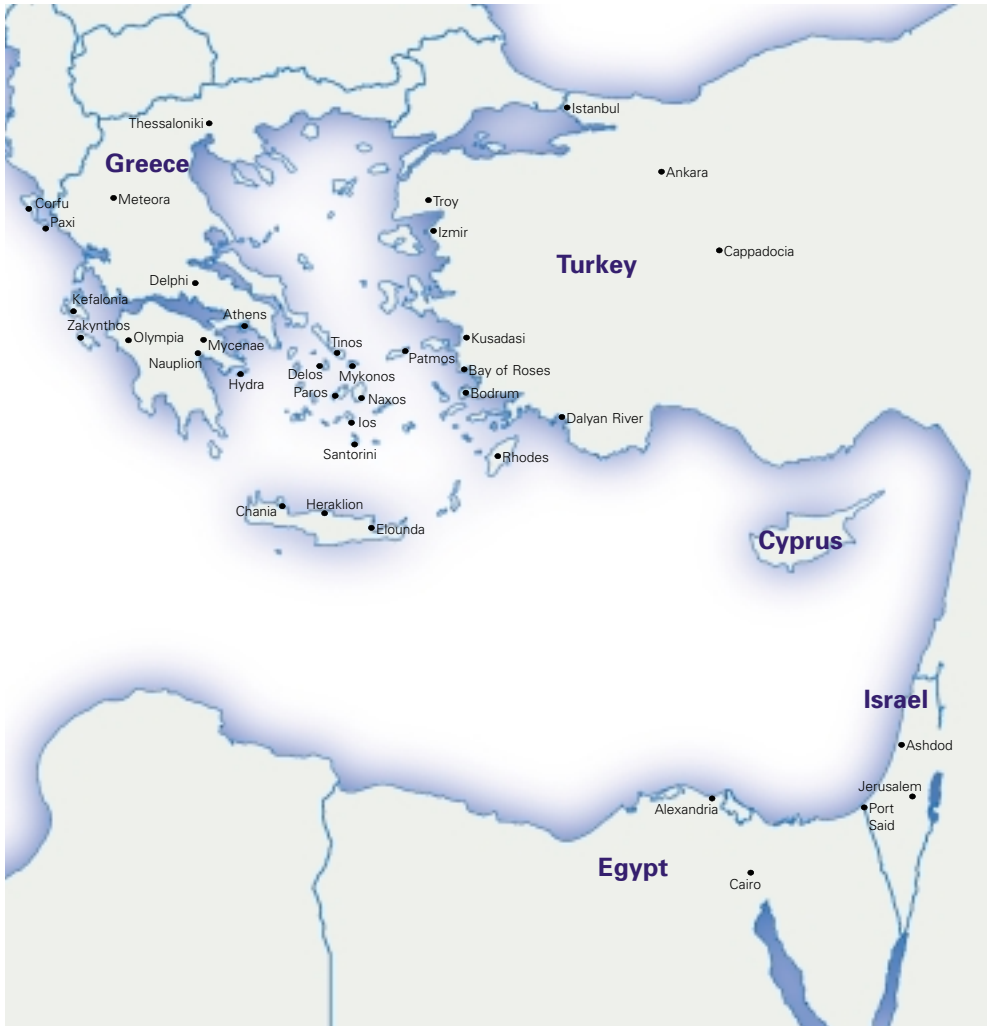 Istanbul
Thessaloniki
Greece
Ankara
Meteora
Troy
Corfu
Paxi
Izmir
Cappadocia
Turkey
Delphi
Kefalonia
Athens
Zakynthos
Olympia
Mycenae
Tinos
Kusadasi
Nauplion
Patmos
Delos
Mykonos
Bay of Roses
Hydra
Paros
Naxos
Bodrum
Dalyan River
Ios
Santorini
Rhodes
Chania
Heraklion
Elounda
Cyprus
Israel
Ashdod
Jerusalem
Alexandria
Port
Said
Egypt
Cairo